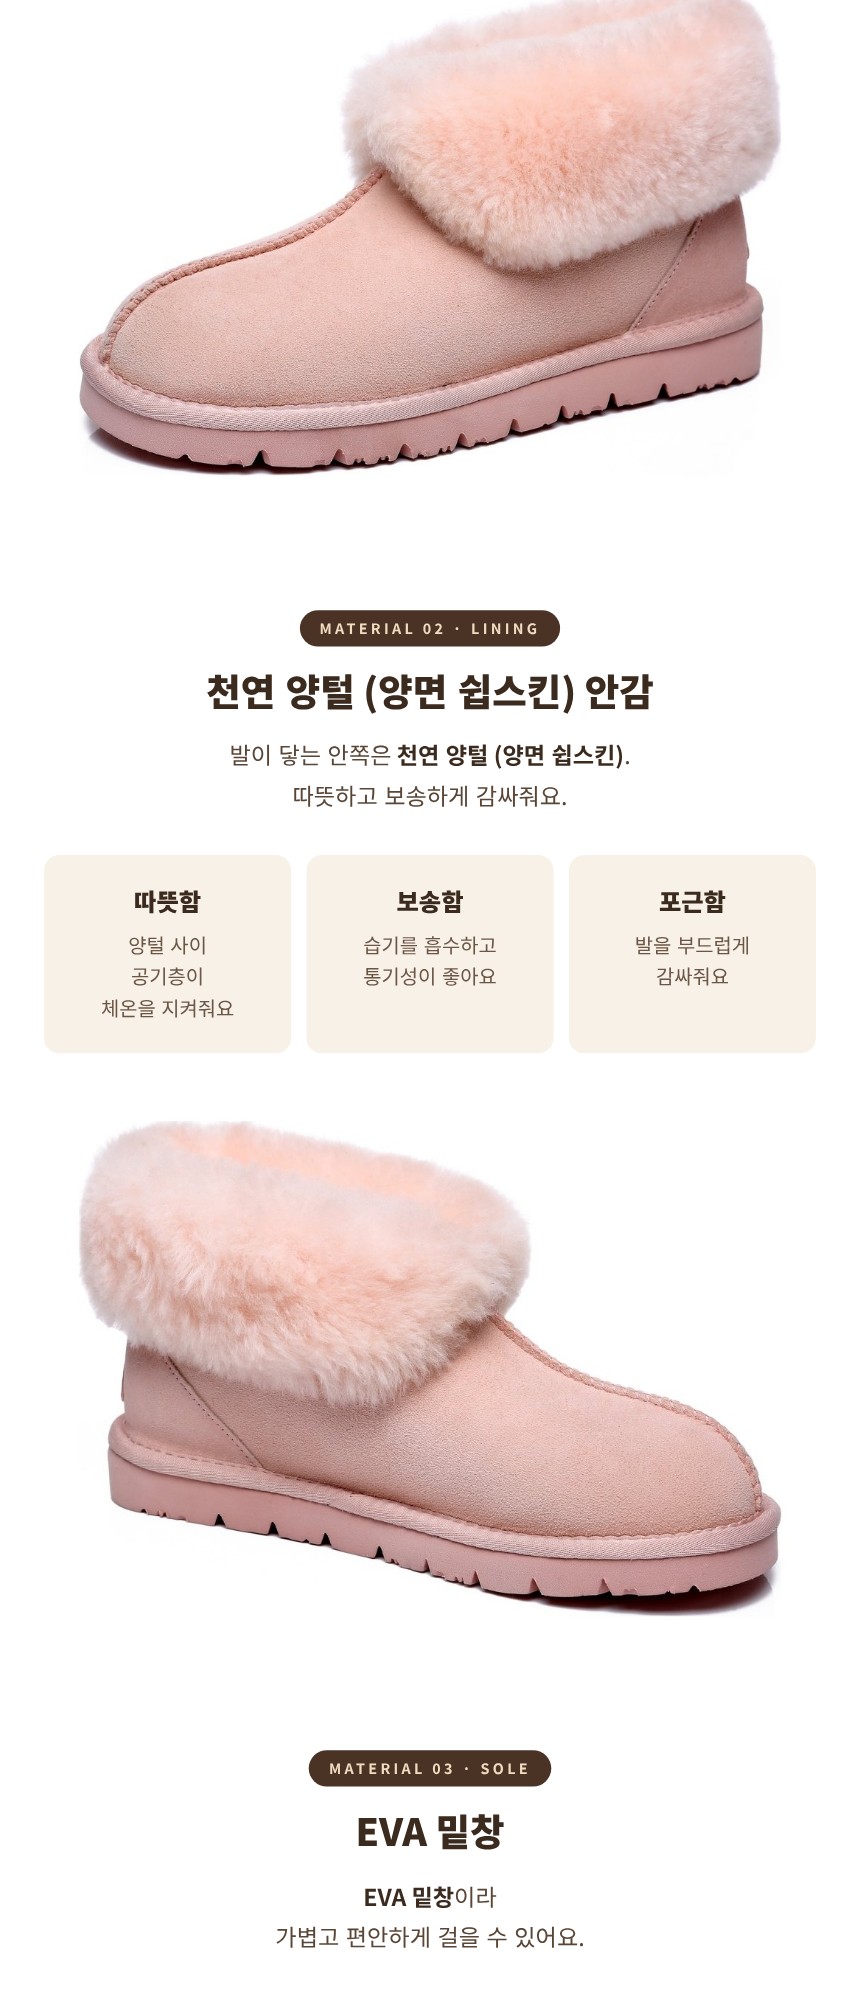 MATERIAL 02 · LINING
천연 양털 (양면 쉽스킨) 안감
발이 닿는 안쪽은 천연 양털 (양면 쉽스킨).
따뜻하고 보송하게 감싸줘요.
따뜻함
양털 사이
공기층이
체온을 지켜줘요
보송함
습기를 흡수하고
통기성이 좋아요
포근함
발을 부드럽게
감싸줘요
MATERIAL 03 · SOLE
EVA 밑창
EVA 밑창이라
가볍고 편안하게 걸을 수 있어요.